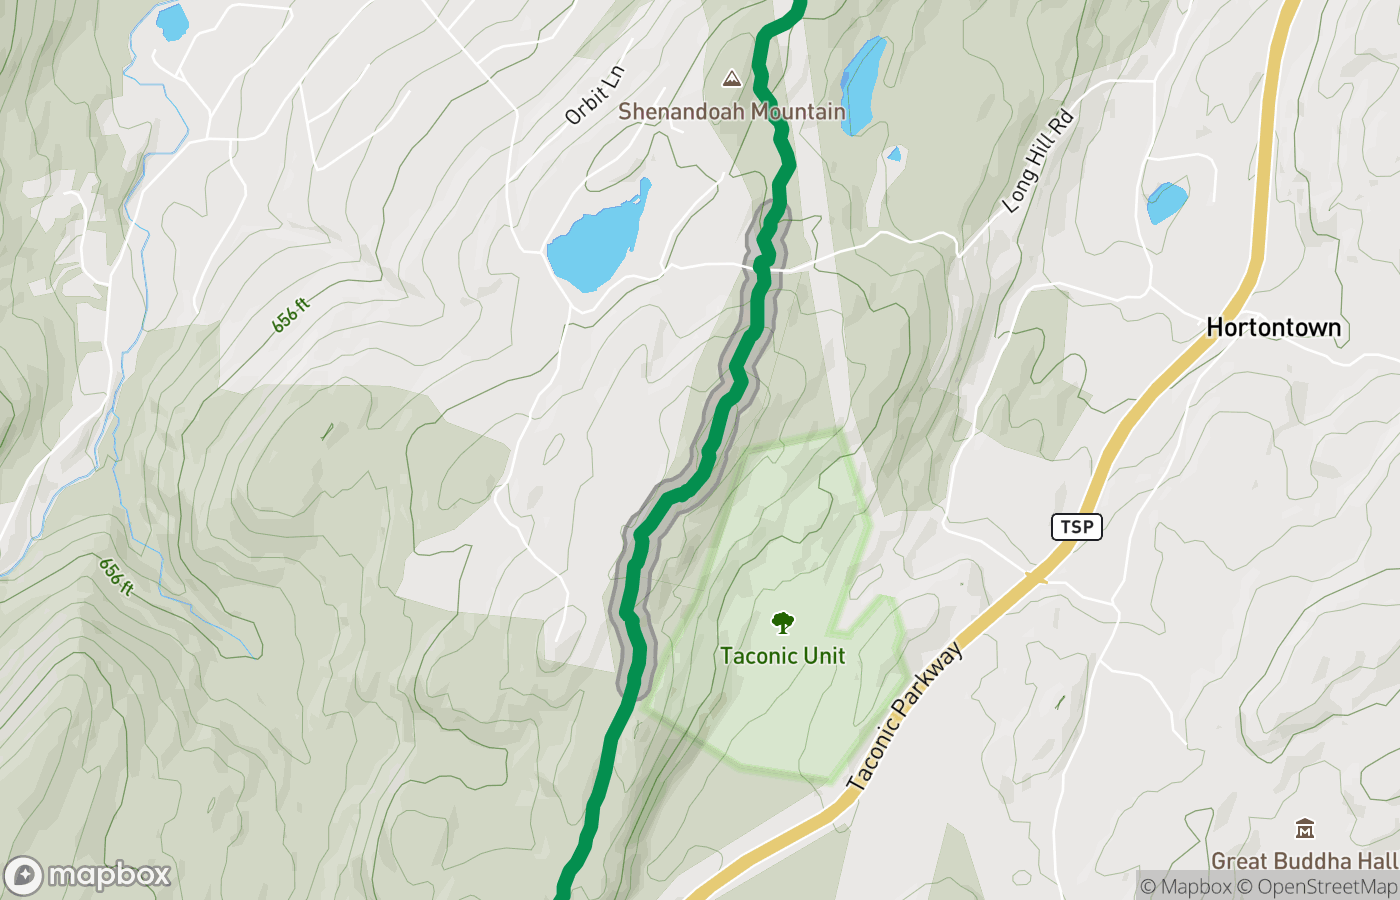 Orbit Ln
Shenandoah Mountain
Long Hill Rd
656 ft
Hortontown
TSP
656 ft
Taconic Unit
Taconic Parkway
Great Buddha Hall
mapbox
© Mapbox © OpenStreetMap